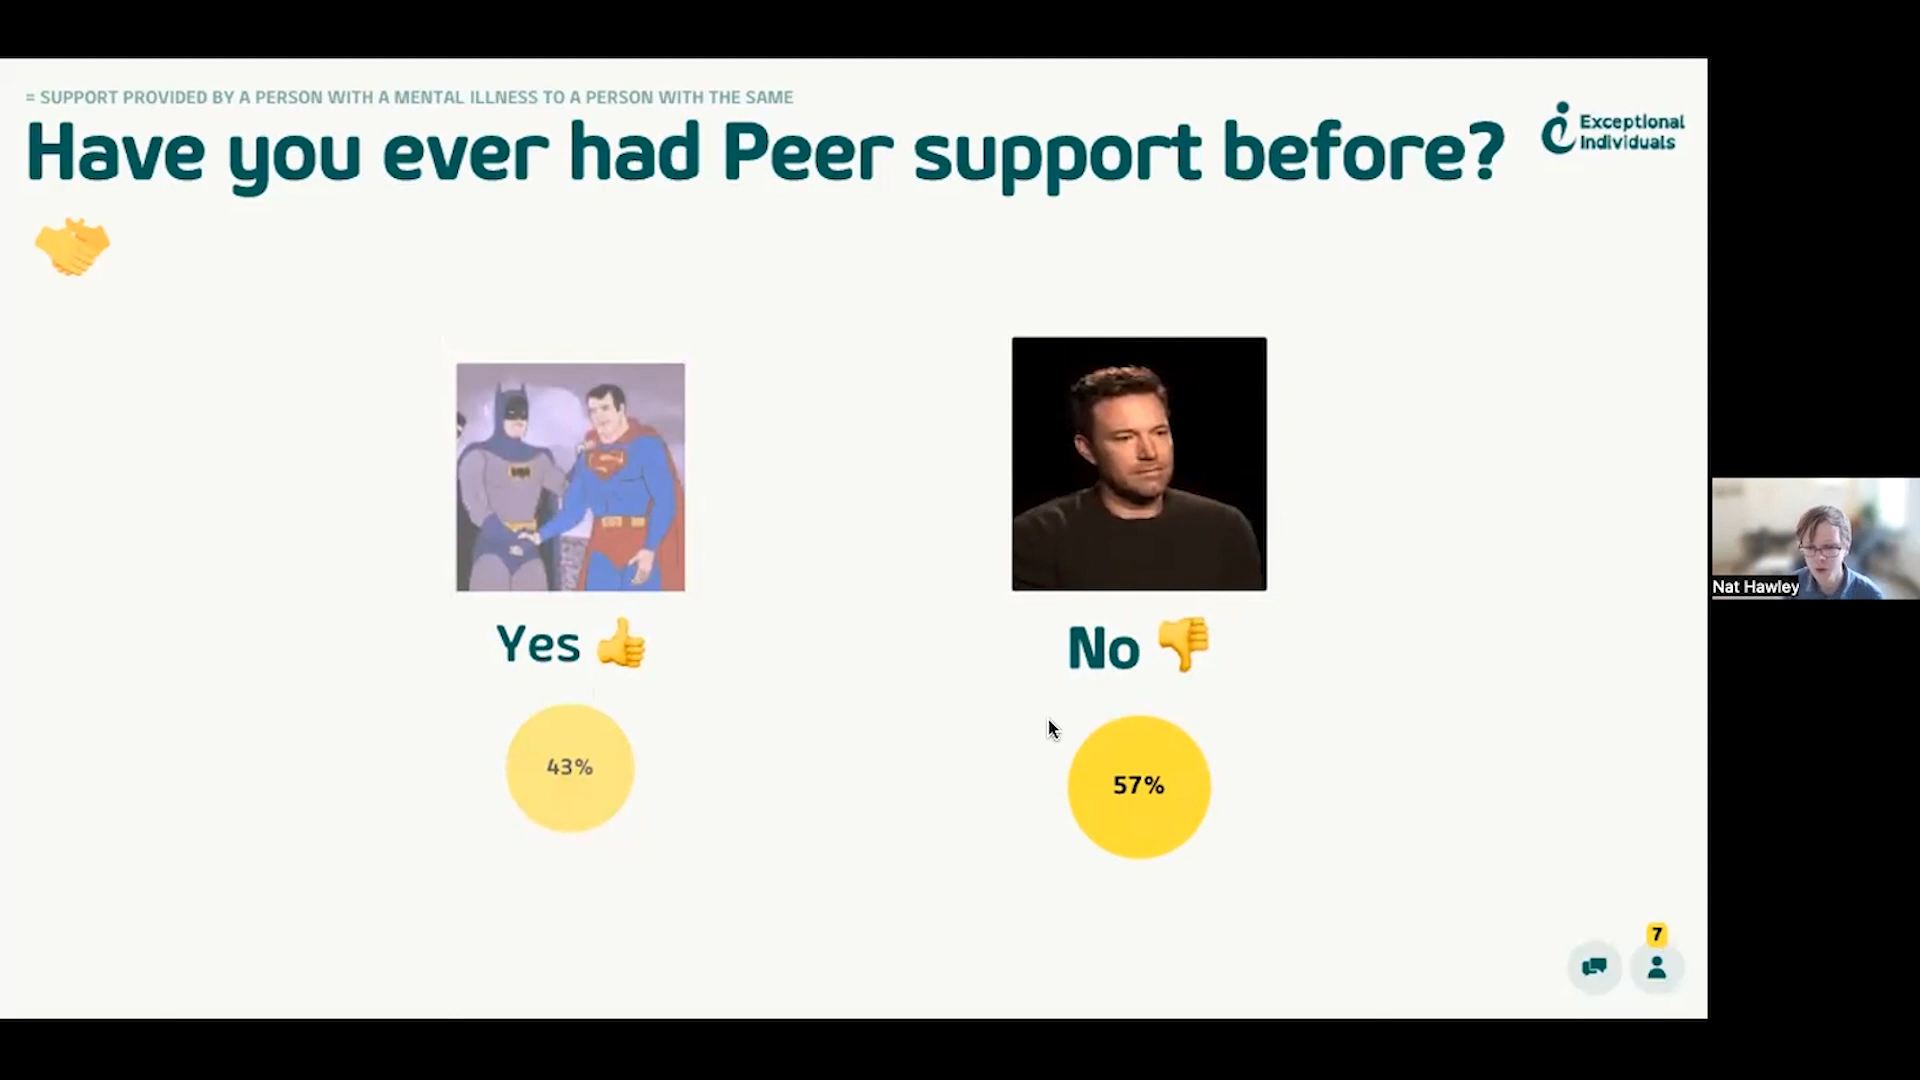 = SUPPORT PROVIDED BY A PERSON WITH A MENTAL ILLNESS TO A PERSON WITH THE SAME
Have you ever had Peer support before?
Exceptional
Individuals
Yes
No
43%
57%
Nat Hawley
7